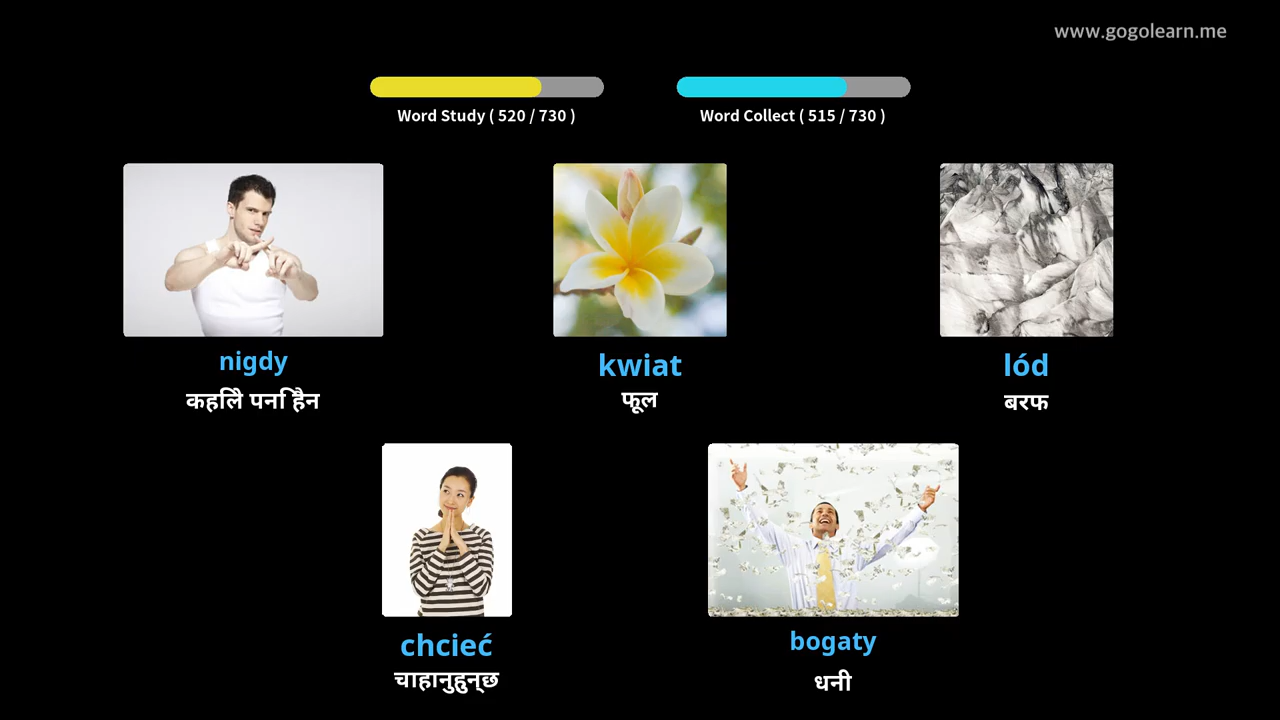 www.gogolearn.me
Word Study ( 520 / 730 )
Word Collect ( 515 / 730 )
nigdy
kwiat
lód
कहिलेै पनि हिैन
फूल
बरफ
chcieć
bogaty
चाहानुहुन्छ
धनी